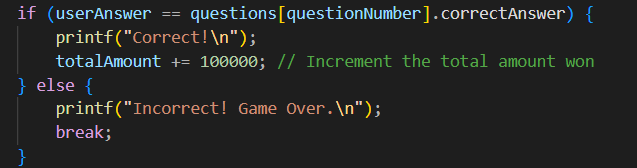 if (userAnswer == questions[questionNumber].correctAnswer) {
    printf("Correct!\n");
    totalAmount += 100000; // Increment the total amount won
} else {
    printf("Incorrect! Game Over.\n");
    break;
}